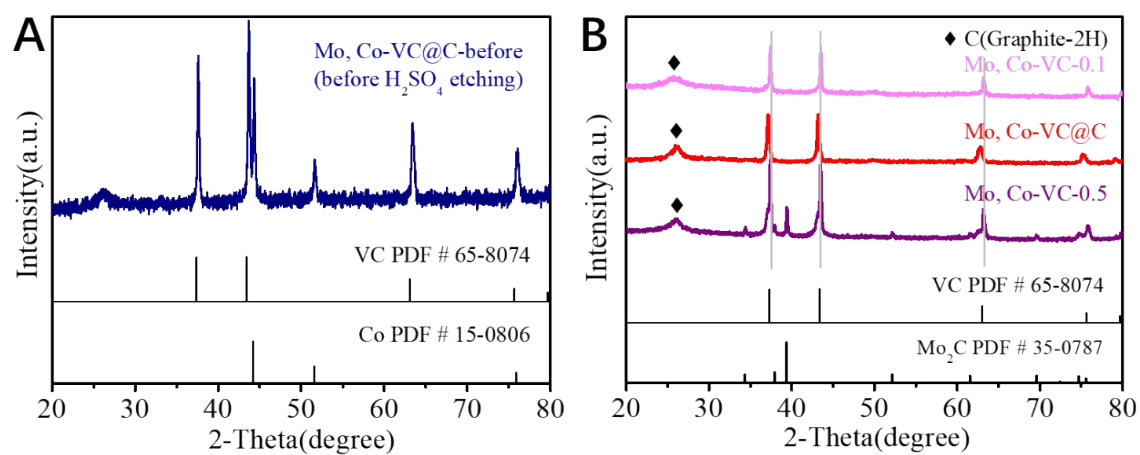 A
Mo, Co-VC@C-before
(before H₂SO₄ etching)
VC PDF # 65-8074
Co PDF # 15-0806
Intensity(a.u.)
20 30 40 50 60 70 80
2-Theta(degree)
B
♦ C(Graphite-2H)
Mo, Co-VC-0.1
♦
Mo, Co-VC@C
♦
Mo, Co-VC-0.5
♦
VC PDF # 65-8074
Mo₂C PDF # 35-0787
Intensity(a.u.)
20 30 40 50 60 70 80
2-Theta(degree)